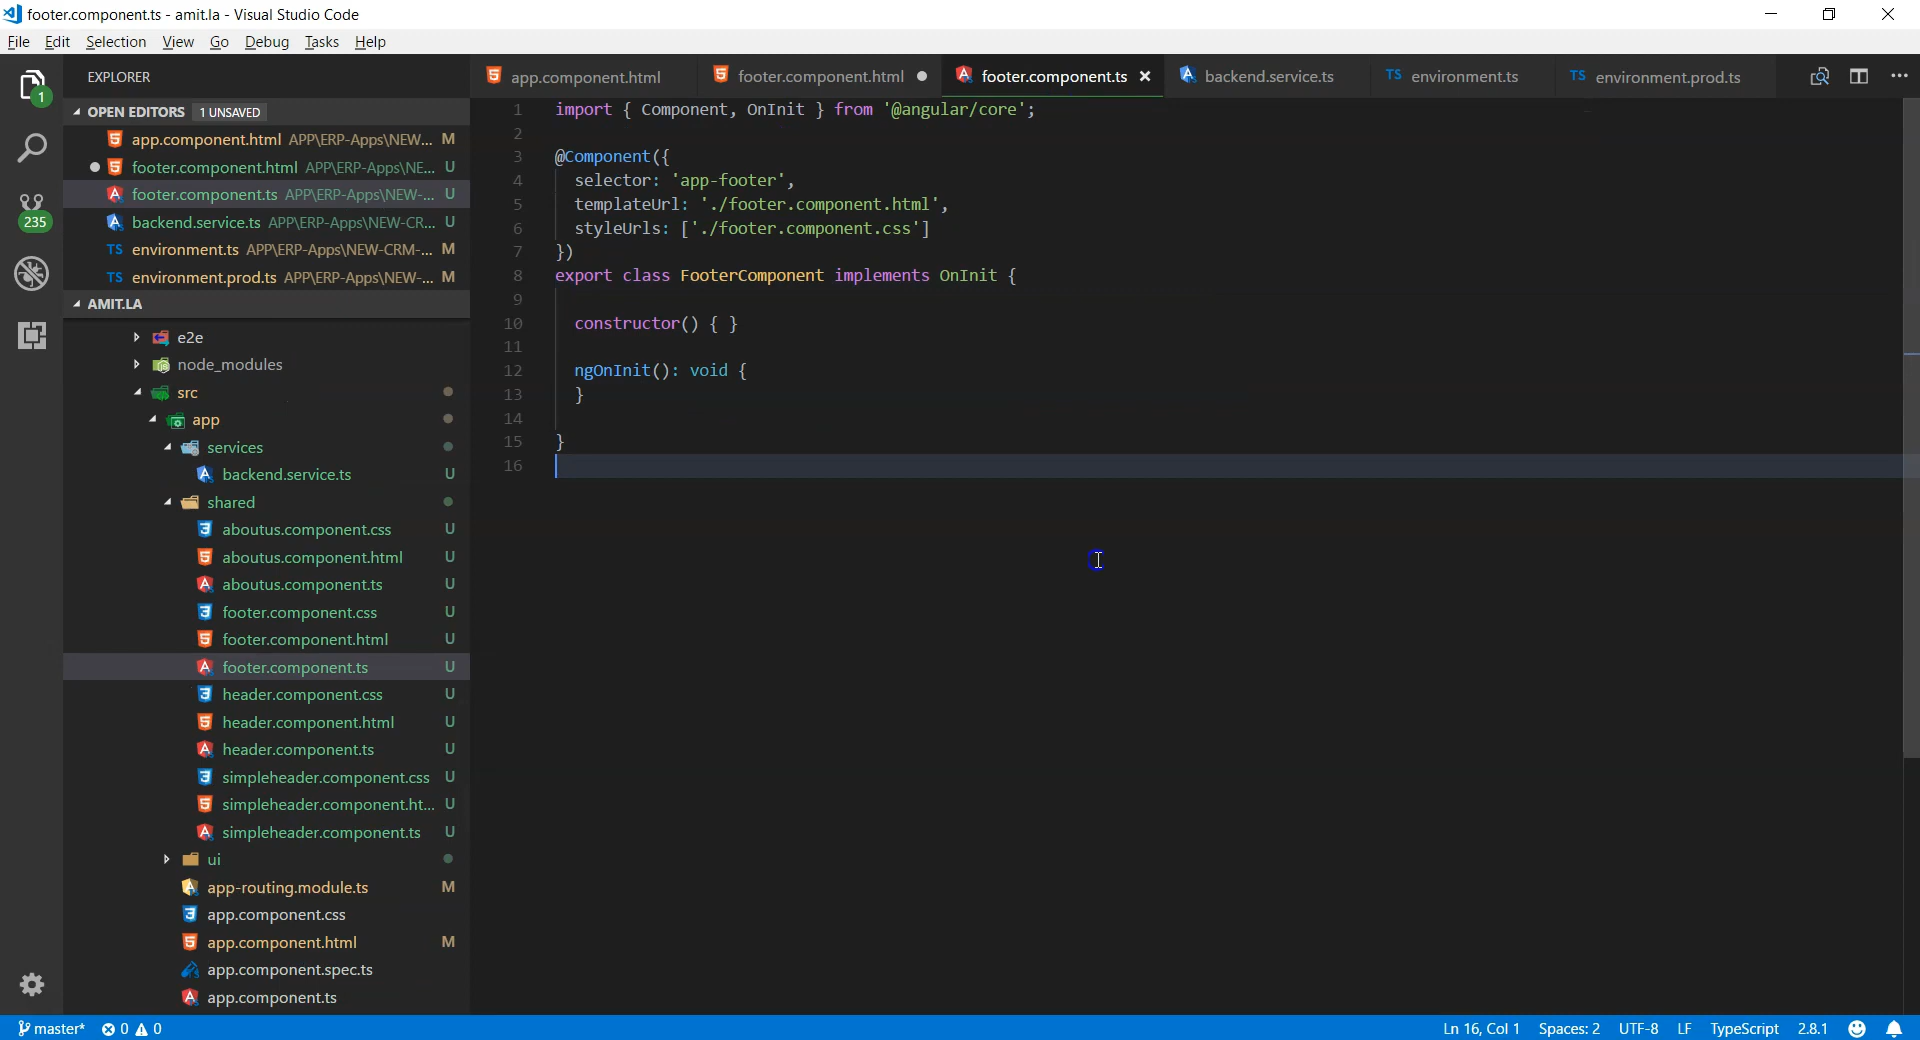 footer.component.ts - amit.la - Visual Studio Code
File Edit Selection View Go Debug Tasks Help
EXPLORER
OPEN EDITORS 1 UNSAVED
app.component.html APP\ERP-Apps\NEW... M
footer.component.html APP\ERP-Apps\NE... U
footer.component.ts APP\ERP-Apps\NEW-... U
backend.service.ts APP\ERP-Apps\NEW-CR... U
TS environment.ts APP\ERP-Apps\NEW-CRM-... M
TS environment.prod.ts APP\ERP-Apps\NEW-... M
AMIT.LA
e2e
node_modules
src
app
services
backend.service.ts U
shared
aboutus.component.css U
aboutus.component.html U
aboutus.component.ts U
footer.component.css U
footer.component.html U
footer.component.ts U
header.component.css U
header.component.html U
header.component.ts U
simpleheader.component.css U
simpleheader.component.ht... U
simpleheader.component.ts U
ui
app-routing.module.ts M
app.component.css
app.component.html M
app.component.spec.ts
app.component.ts
1
235
app.component.html footer.component.html footer.component.ts backend.service.ts TS environment.ts TS environment.prod.ts
1 import { Component, OnInit } from '@angular/core';
2
3 @Component({
4 selector: 'app-footer',
5 templateUrl: './footer.component.html',
6 styleUrls: ['./footer.component.css']
7 })
8 export class FooterComponent implements OnInit {
9
10 constructor() { }
11
12 ngOnInit(): void {
13 }
14
15 }
16
master* 0 0 Ln 16, Col 1 Spaces: 2 UTF-8 LF TypeScript 2.8.1